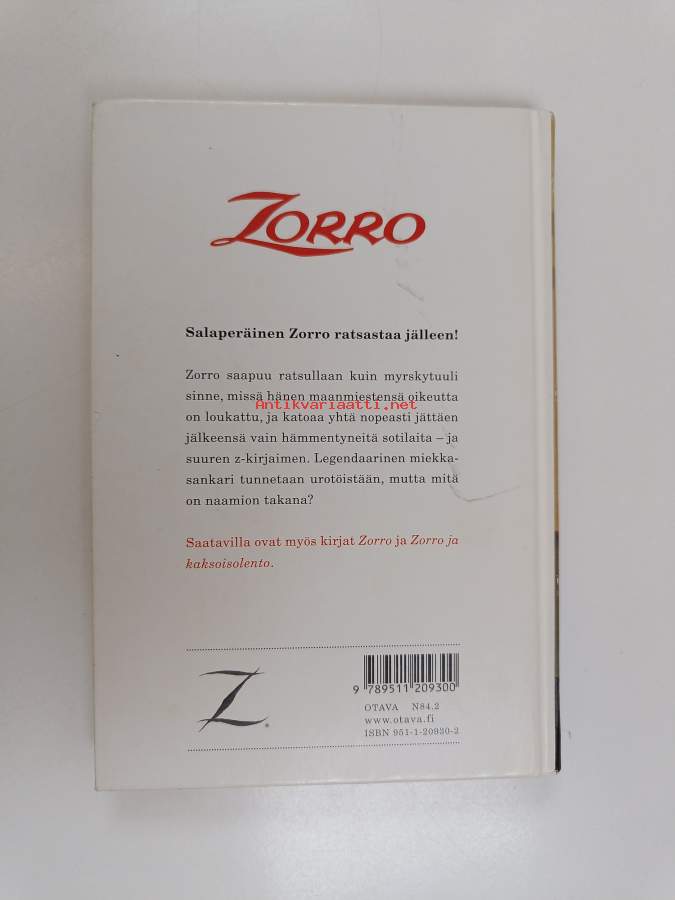 ZORRO
Salaperäinen Zorro ratsastaa jälleen!
Zorro saapuu ratsullaan kuin myrskytuuli
sinne, missä hänen maanmiestensä oikeutta
Antikvariaatti.net
on loukattu, ja katoaa yhtä nopeasti jättäen
jälkeensä vain hämmentyneitä sotilaita – ja
suuren z-kirjaimen. Legendaarinen miekka-
sankari tunnetaan urotöistään, mutta mitä
on naamion takana?
Saatavilla ovat myös kirjat Zorro ja Zorro ja
kaksoisolento.
Z®
9 789511 209300
OTAVA N84.2
www.otava.fi
ISBN 951-1-20930-2